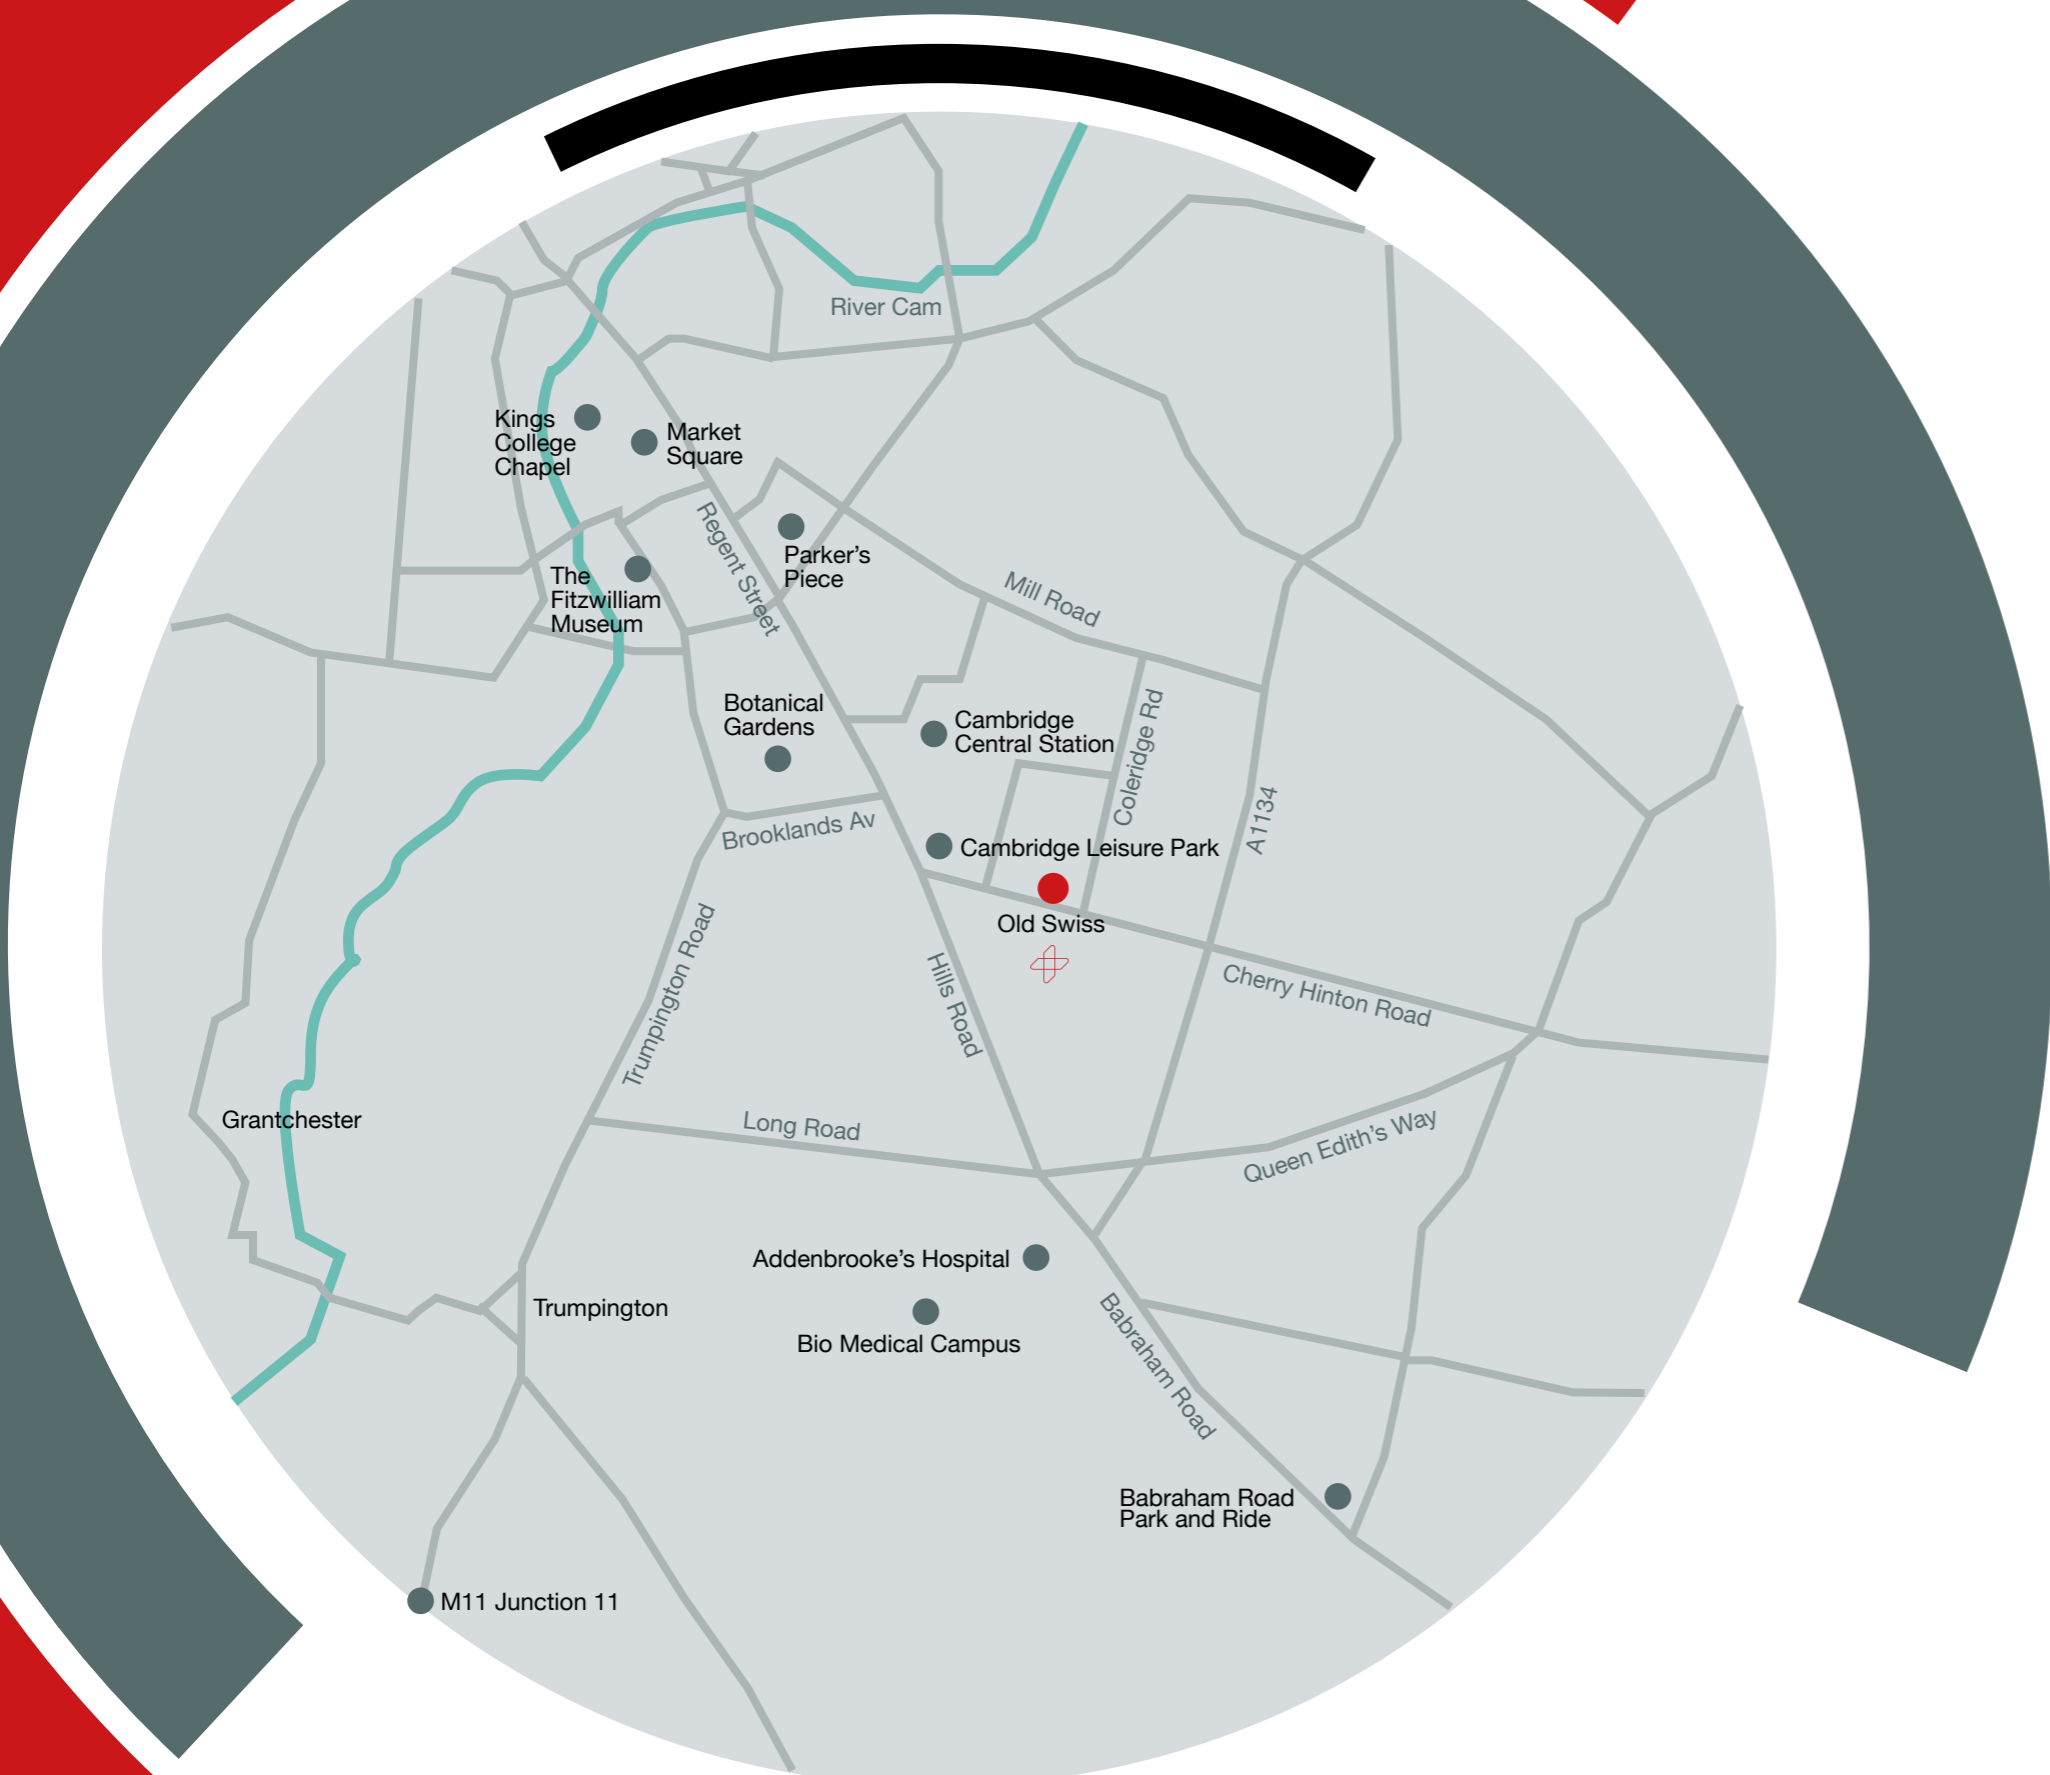 River Cam
Kings
College
Chapel
Market
Square
Regent Street
Parker’s
Piece
The
Fitzwilliam
Museum
Mill Road
Botanical
Gardens
Cambridge
Central Station
Coleridge Rd
A1134
Brooklands Av
Cambridge Leisure Park
Old Swiss
Trumpington Road
Hills Road
Cherry Hinton Road
Grantchester
Long Road
Queen Edith’s Way
Addenbrooke’s Hospital
Trumpington
Bio Medical Campus
Babraham Road
Babraham Road
Park and Ride
M11 Junction 11